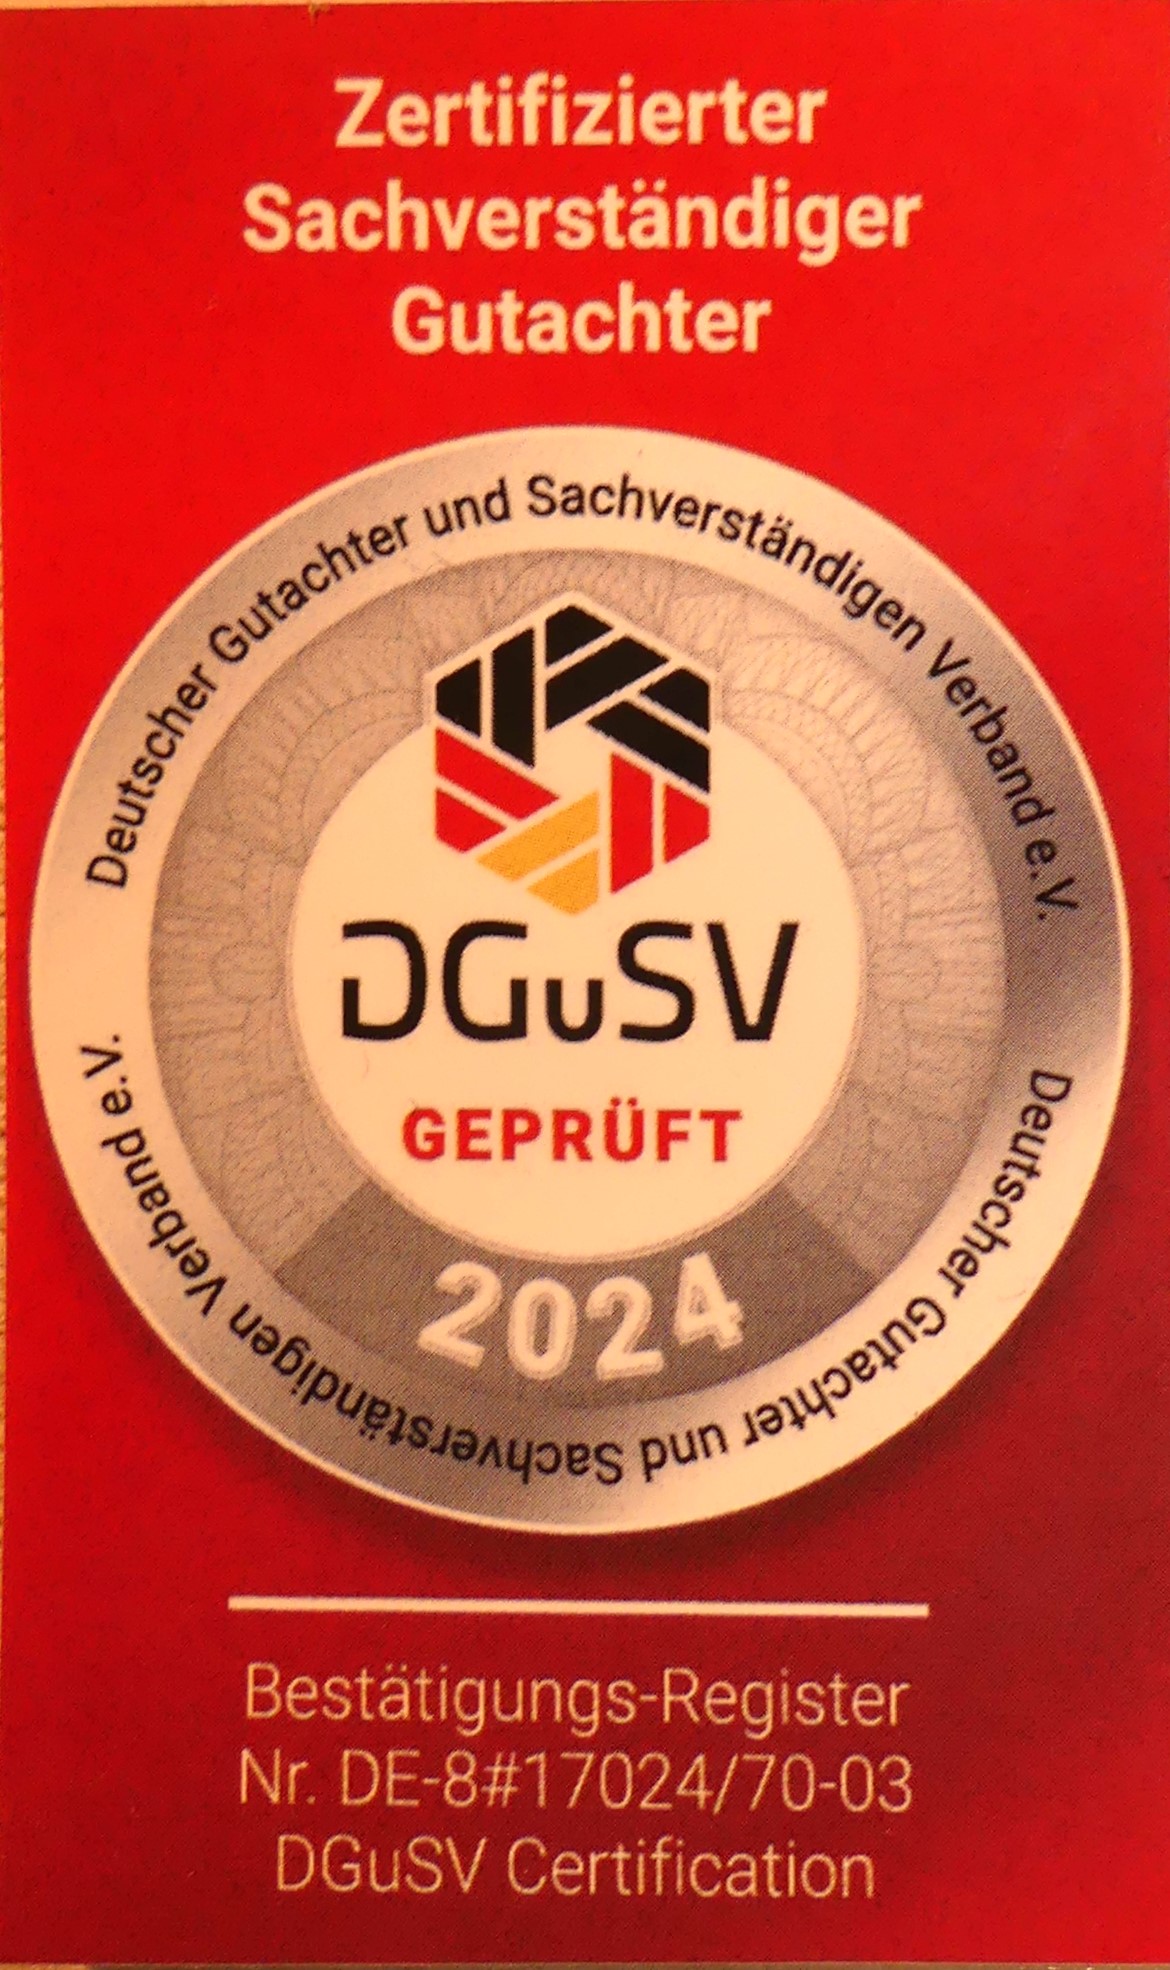 Zertifizierter
Sachverständiger
Gutachter
Deutscher Gutachter und Sachverständigen Verband e.V.
DGuSV
GEPRÜFT
2024
Deutscher Gutachter und Sachverständigen Verband e.V.
Bestätigungs-Register
Nr. DE-8#17024/70-03
DGuSV Certification